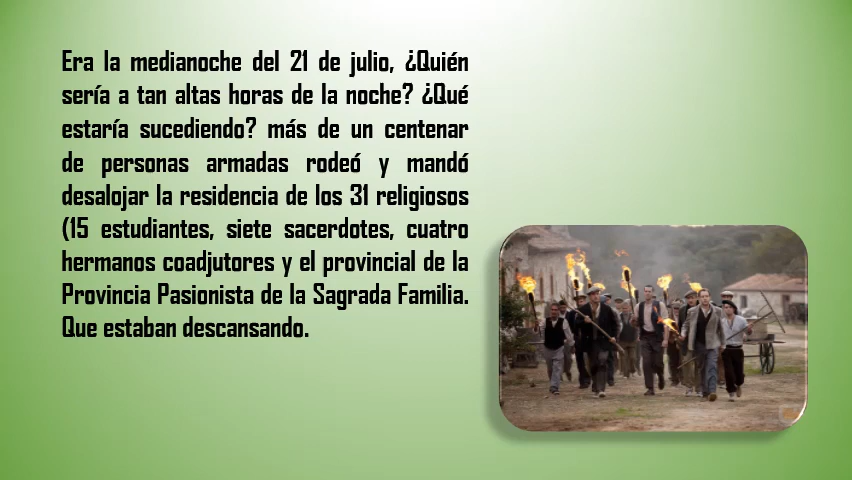 Era la medianoche del 21 de julio, ¿Quién
sería a tan altas horas de la noche? ¿Qué
estaría sucediendo? más de un centenar
de personas armadas rodeó y mandó
desalojar la residencia de los 31 religiosos
(15 estudiantes, siete sacerdotes, cuatro
hermanos coadjutores y el provincial de la
Provincia Pasionista de la Sagrada Familia.
Que estaban descansando.